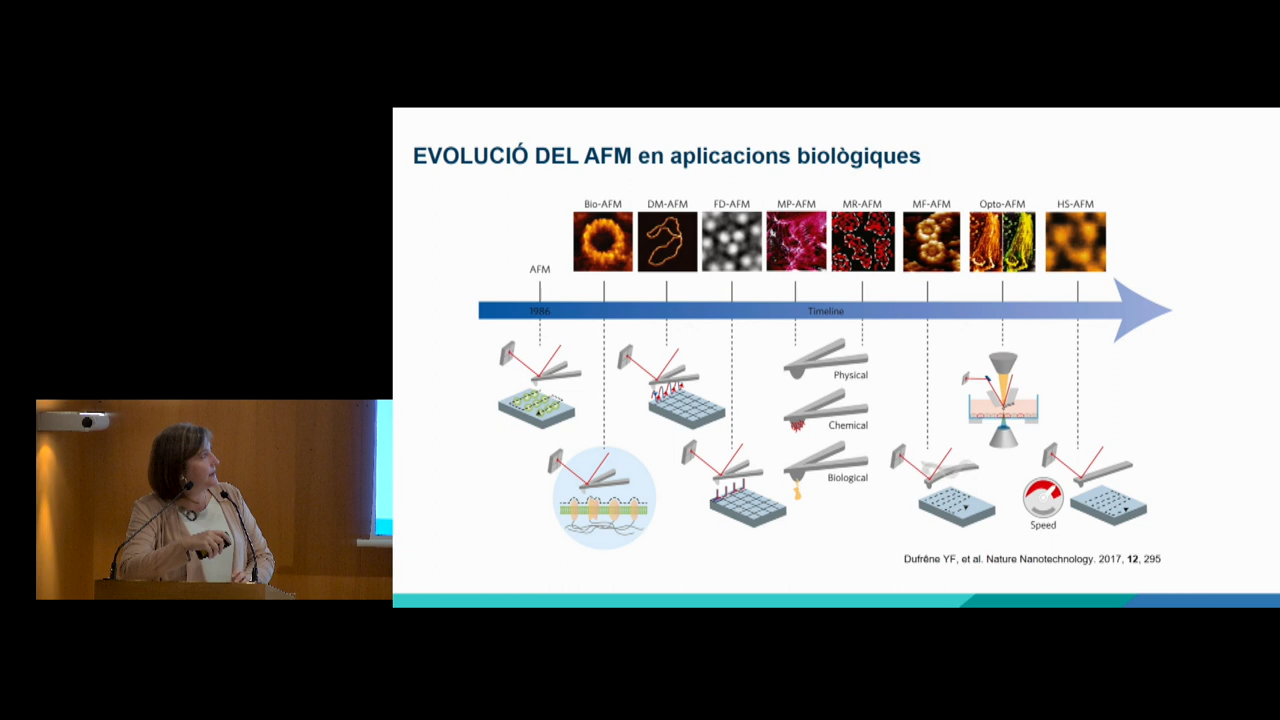 EVOLUCIÓ DEL AFM en aplicacions biològiques
Bio-AFM DM-AFM FD-AFM MP-AFM MR-AFM MF-AFM Opto-AFM HS-AFM
AFM
1986 Timeline
Physical
Chemical
Biological
Speed
Dufrêne YF, et al. Nature Nanotechnology. 2017, 12, 295